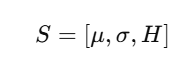 S = [μ, σ, H]